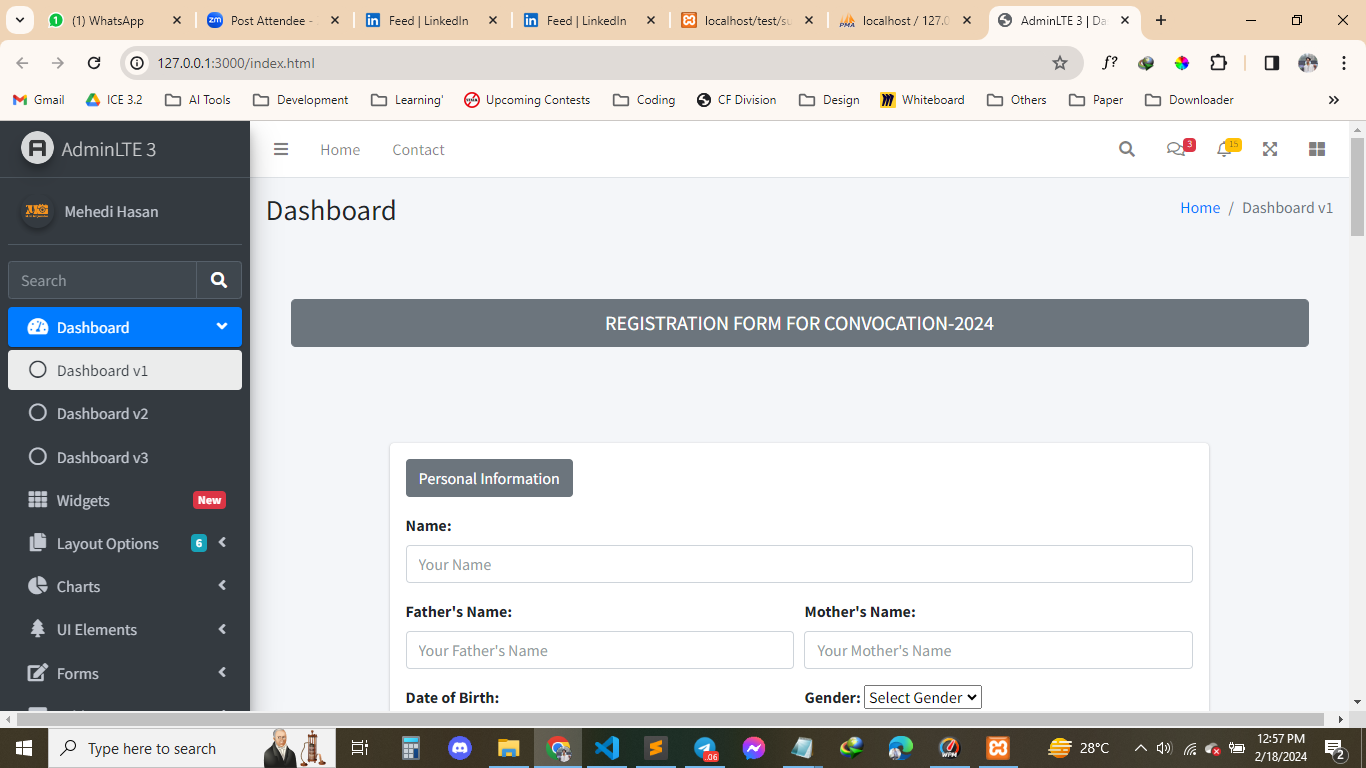 (1) WhatsApp
Post Attendee -
Feed | LinkedIn
Feed | LinkedIn
localhost/test/su
localhost / 127.0
AdminLTE 3 | Da
127.0.0.1:3000/index.html
f?
Gmail
ICE 3.2
AI Tools
Development
Learning'
Upcoming Contests
Coding
CF Division
Design
Whiteboard
Others
Paper
Downloader
AdminLTE 3
Home
Contact
3
15
Mehedi Hasan
Dashboard
Home / Dashboard v1
Search
Dashboard
REGISTRATION FORM FOR CONVOCATION-2024
Dashboard v1
Dashboard v2
Dashboard v3
Widgets
New
Layout Options
6
Charts
UI Elements
Forms
Personal Information
Name:
Your Name
Father's Name:
Mother's Name:
Your Father's Name
Your Mother's Name
Date of Birth:
Gender: Select Gender
Type here to search
.06
28°C
12:57 PM
2/18/2024
2